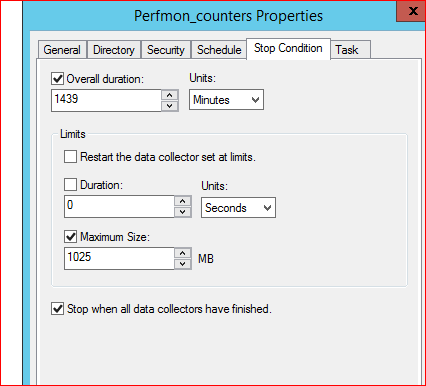 Perfmon_counters Properties
x
General Directory Security Schedule Stop Condition Task
Overall duration: Units:
1439 Minutes
Limits
Restart the data collector set at limits.
Duration: Units:
0 Seconds
Maximum Size:
1025 MB
Stop when all data collectors have finished.